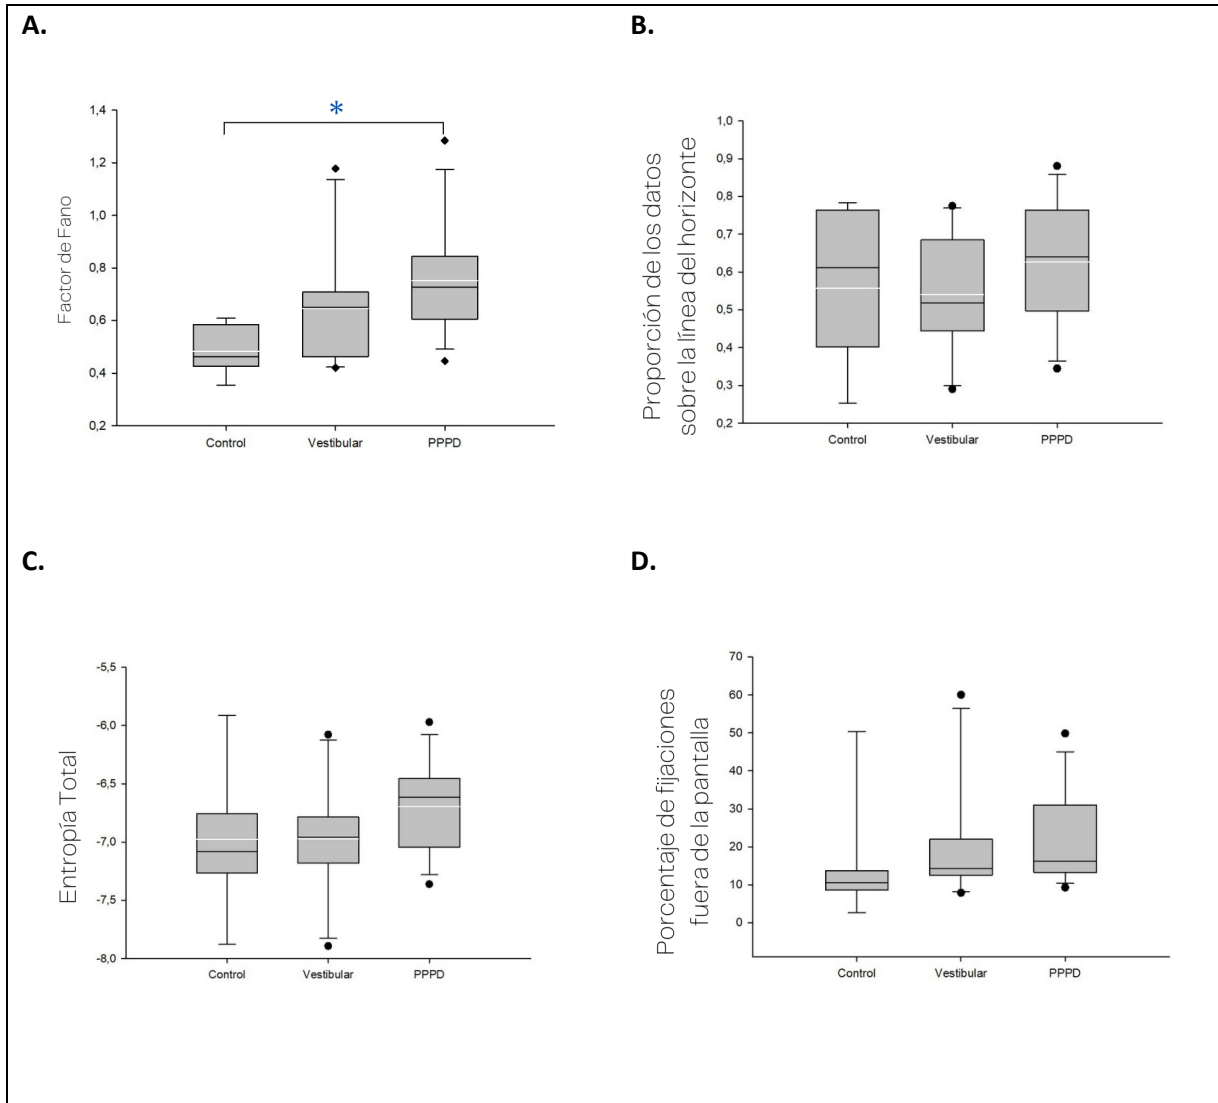 A.
Factor de Fano
1,4
1,2
1,0
0,8
0,6
0,4
0,2
*
Control
Vestibular
PPPD
B.
Proporción de los datos
sobre la línea del horizonte
1,0
0,9
0,8
0,7
0,6
0,5
0,4
0,3
0,2
Control
Vestibular
PPPD
C.
Entropía Total
-5,5
-6,0
-6,5
-7,0
-7,5
-8,0
Control
Vestibular
PPPD
D.
Porcentaje de fijaciones
fuera de la pantalla
70
60
50
40
30
20
10
0
Control
Vestibular
PPPD